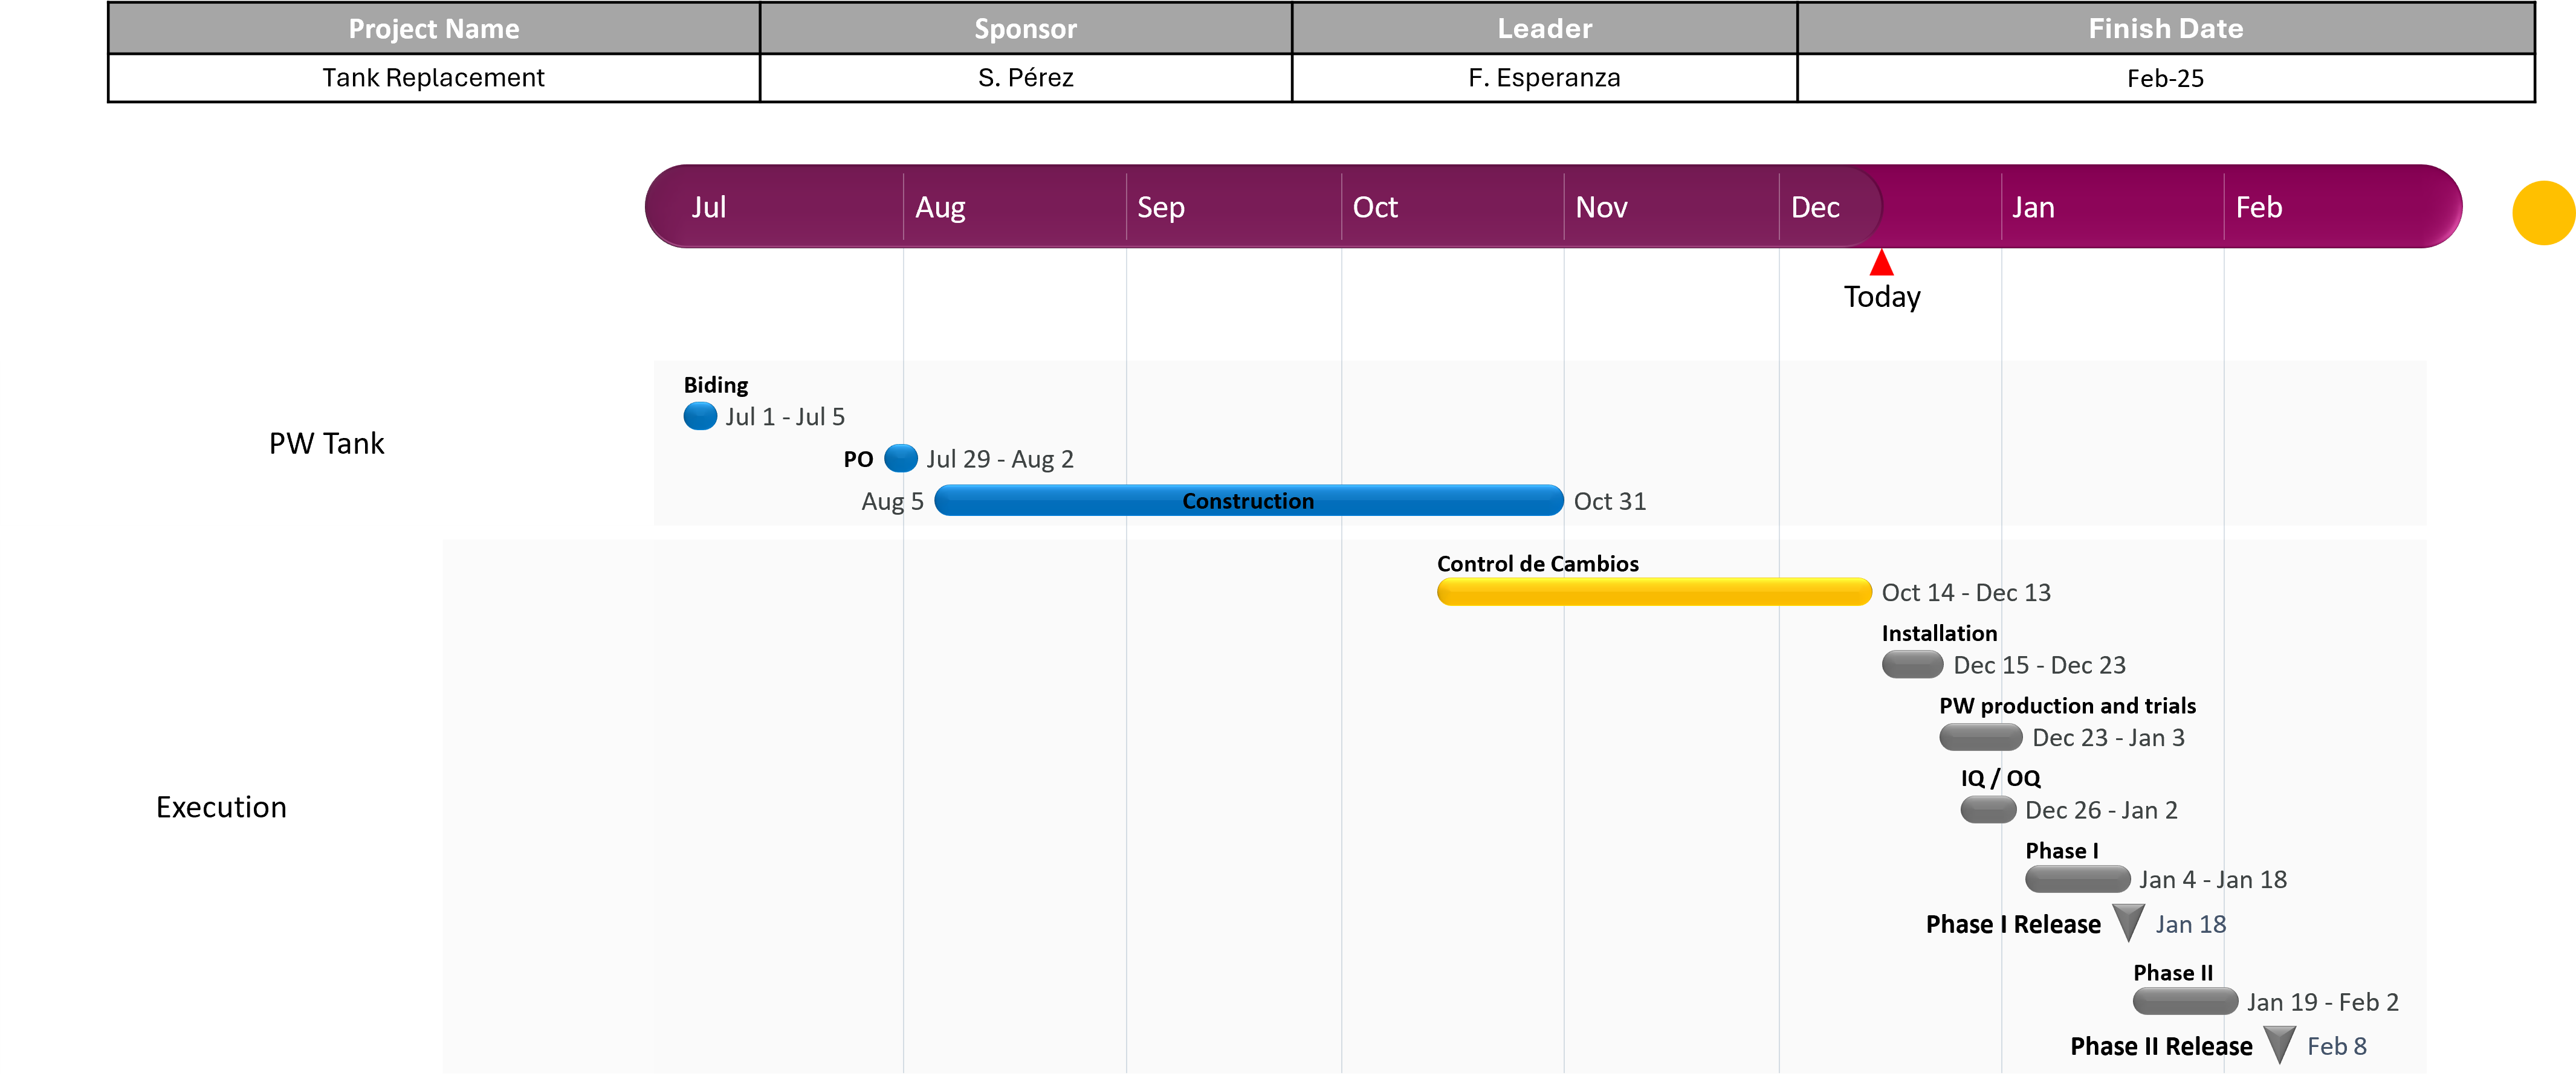 Project Name Sponsor Leader Finish Date
Tank Replacement S. Pérez F. Esperanza Feb-25
Jul Aug Sep Oct Nov Dec Jan Feb
Today
PW Tank
Biding
Jul 1 - Jul 5
PO Jul 29 - Aug 2
Aug 5 Construction Oct 31
Execution
Control de Cambios
Oct 14 - Dec 13
Installation
Dec 15 - Dec 23
PW production and trials
Dec 23 - Jan 3
IQ / OQ
Dec 26 - Jan 2
Phase I
Jan 4 - Jan 18
Phase I Release Jan 18
Phase II
Jan 19 - Feb 2
Phase II Release Feb 8